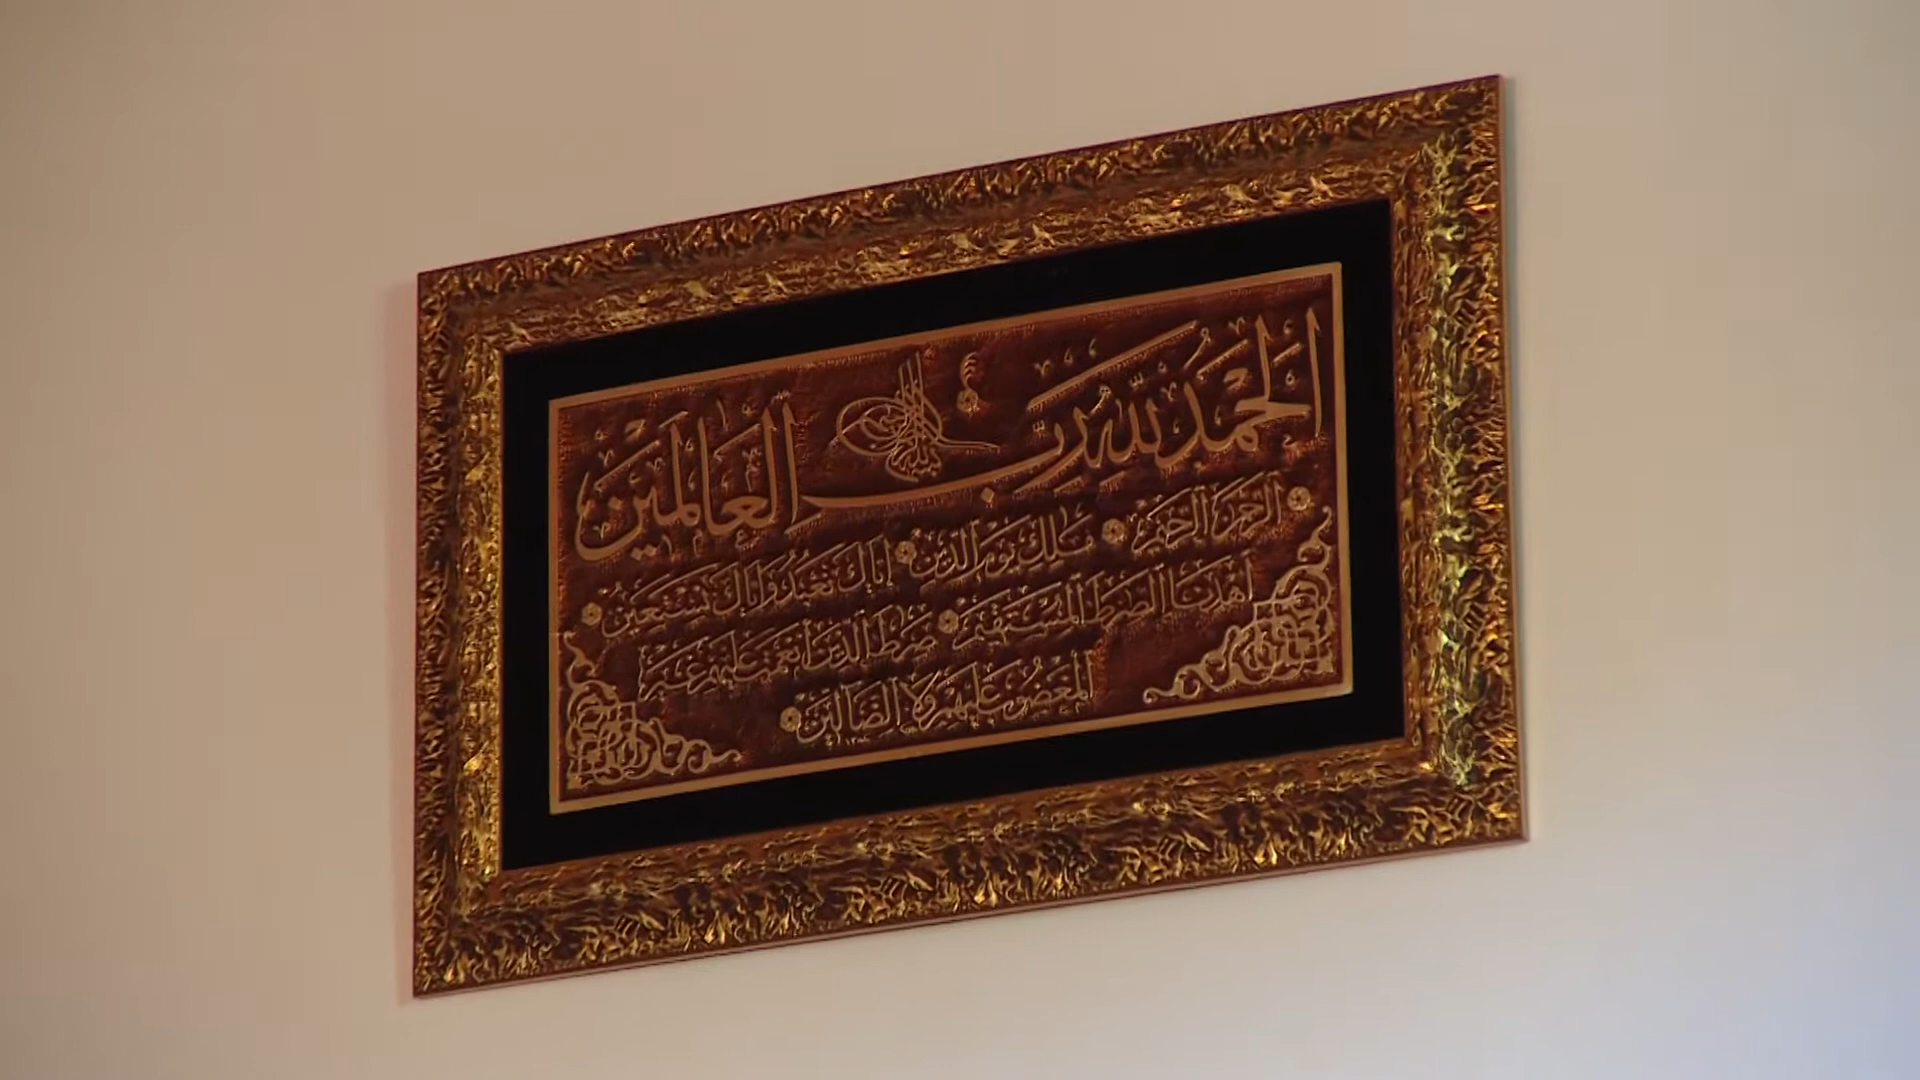 الحمد لله رب العالمين
الرحمن الرحيم ملك يوم الدين اياك نعبد واياك نستعين
اهدنا الصرط المستقيم صرط الذين انعمت عليهم غير
المغضوب عليهم ولا الضالين